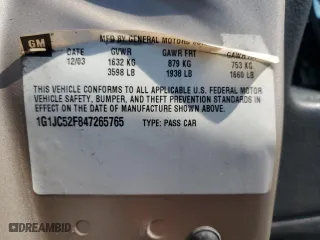 GM
MFD BY GENERAL MOTORS
DATE GVWR GAWR FRT GAWR RR
12/03 1632 KG 879 KG 753 KG
3598 LB 1938 LB 1660 LB
THIS VEHICLE CONFORMS TO ALL APPLICABLE U.S. FEDERAL MOTOR
VEHICLE SAFETY, BUMPER, AND THEFT PREVENTION STANDARDS IN
EFFECT ON THE DATE OF MANUFACTURE SHOWN ABOVE.
1G1JC52F847265765 TYPE: PASS CAR
DREAMBID